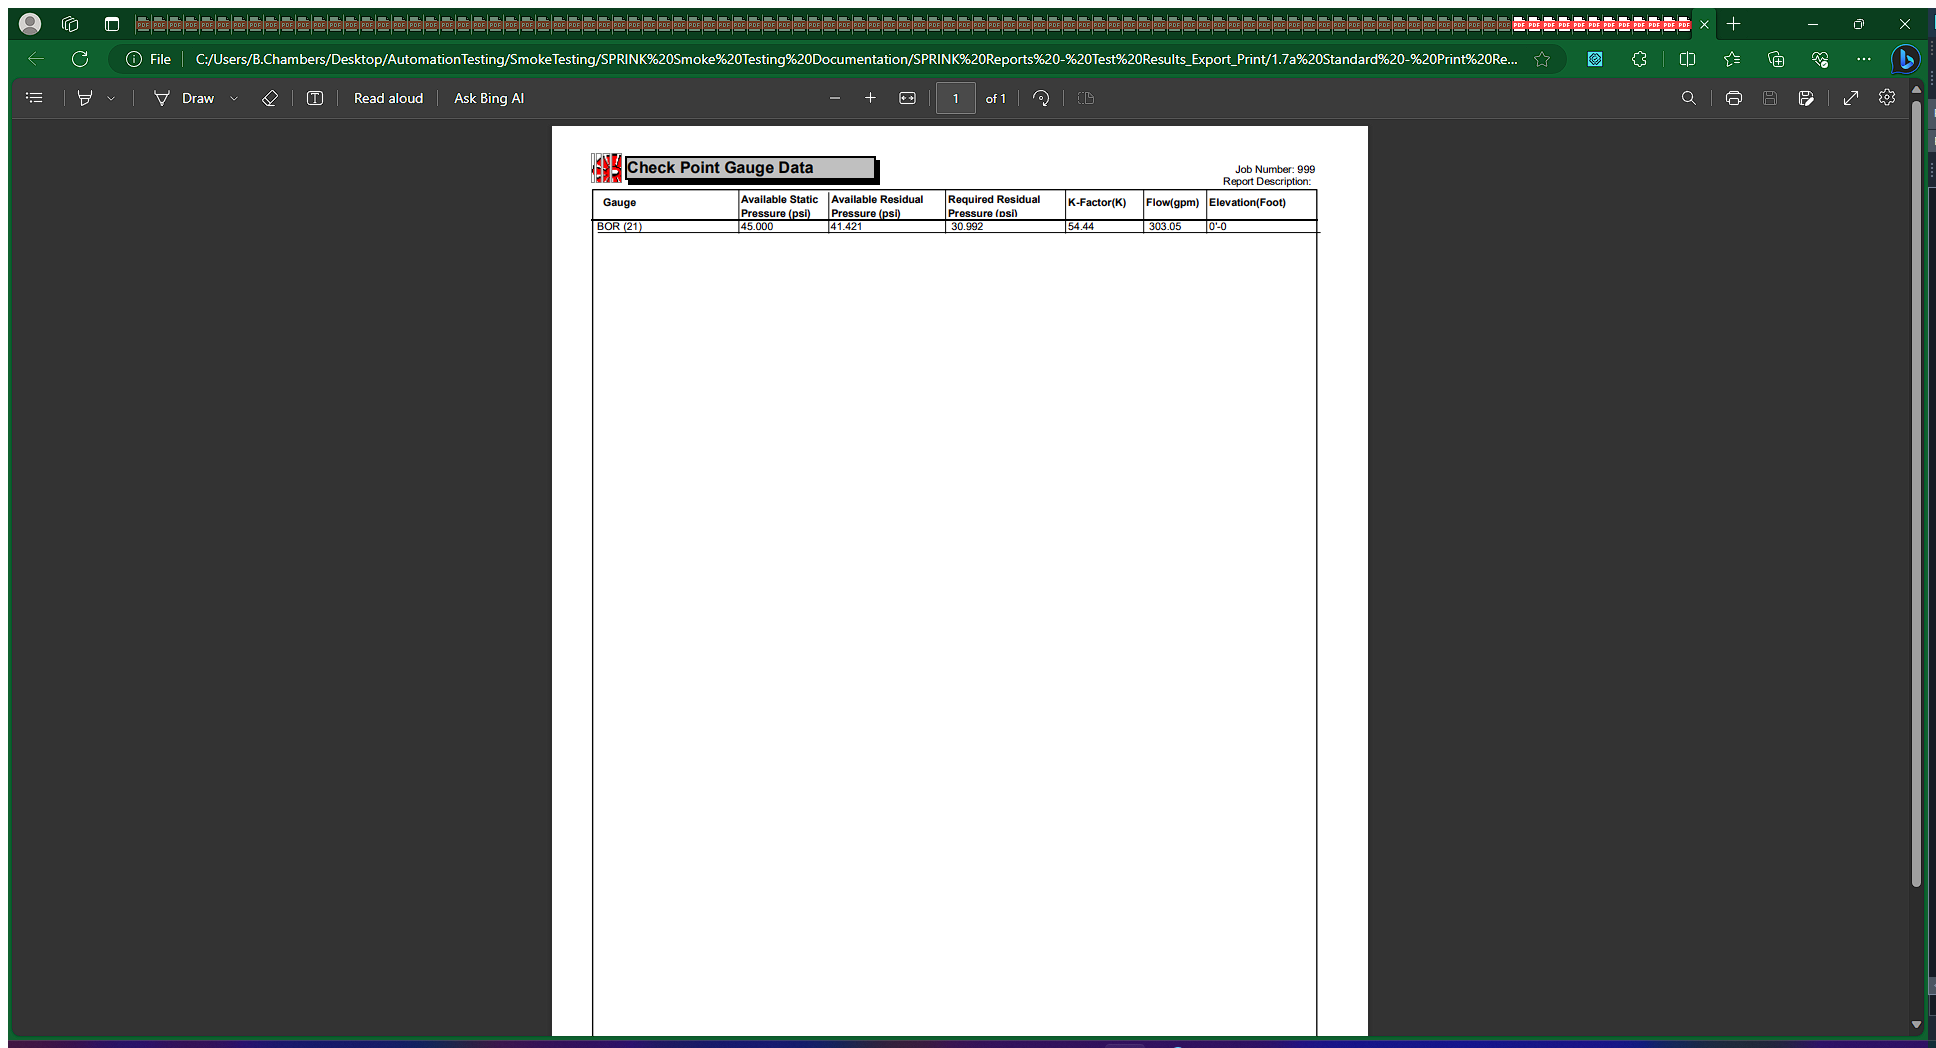 File
C:/Users/B.Chambers/Desktop/AutomationTesting/SmokeTesting/SPRINK%20Smoke%20Testing%20Documentation/SPRINK%20Reports%20-%20Test%20Results_Export_Print/1.7a%20Standard%20-%20Print%20Re...
Draw
Read aloud
Ask Bing AI
1 of 1
Check Point Gauge Data
Job Number: 999
Report Description:
Gauge
Available Static
Pressure (psi)
Available Residual
Pressure (psi)
Required Residual
Pressure (psi)
K-Factor(K)
Flow(gpm)
Elevation(Foot)
BOR (21) 45.000 41.421 30.992 54.44 303.05 0'-0